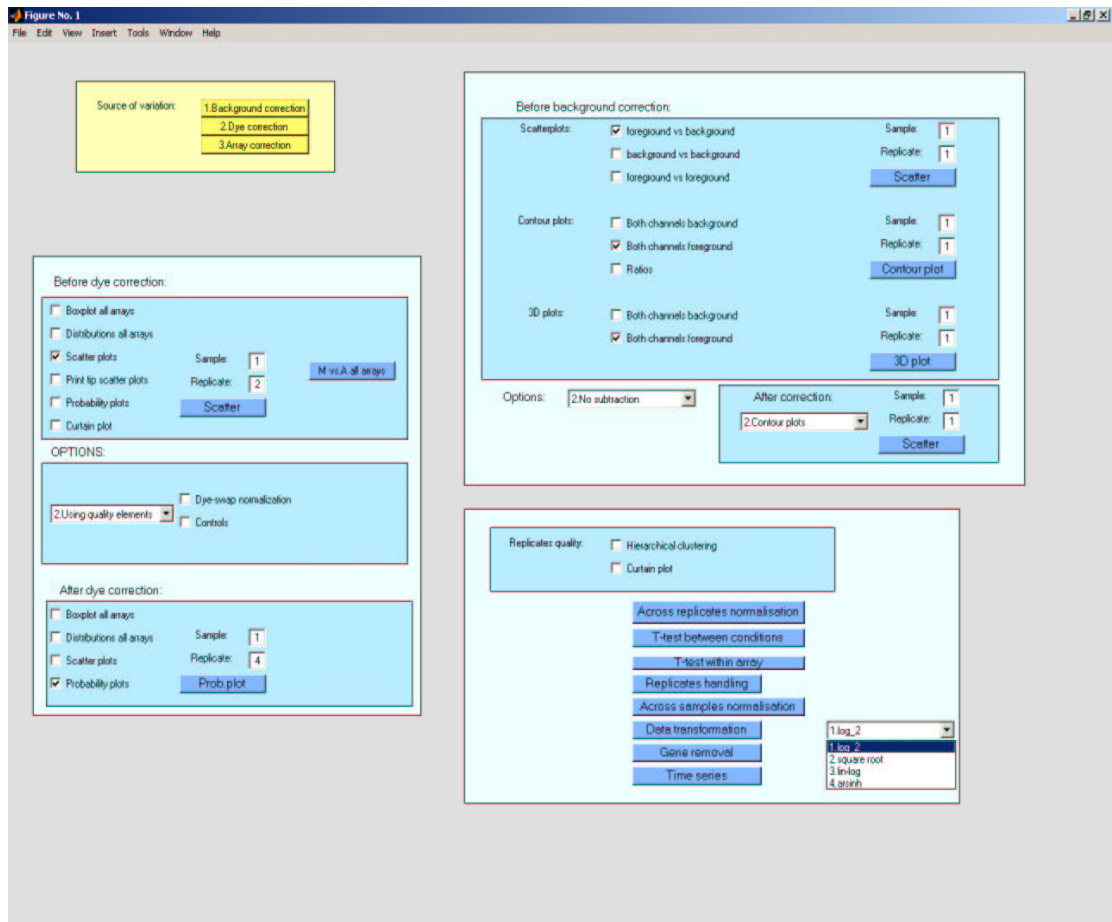 Figure No. 1
File Edit View Insert Tools Window Help
Source of variation:
1.Background correction
2.Dye correction
3.Array correction
Before background correction:
Scatterplots: foreground vs background Sample: 1
background vs background Replicate: 1
foreground vs foreground Scatter
Contour plots: Both channels background Sample: 1
Both channels foreground Replicate: 1
Ratios Contour plot
3D plots: Both channels background Sample: 1
Both channels foreground Replicate: 1
3D plot
Options: 2.No subtraction
After correction: Sample: 1
2.Contour plots Replicate: 1
Scatter
Before dye correction:
Boxplot all arrays
Distributions all arrays
Scatter plots Sample: 1 M vs.A all arrays
Print tip scatter plots Replicate: 2
Probability plots Scatter
Curtain plot
OPTIONS:
2.Using quality elements Dye-swap normalization
Controls
After dye correction:
Boxplot all arrays
Distributions all arrays Sample: 1
Scatter plots Replicate: 4
Probability plots Prob.plot
Replicates quality: Hierarchical clustering
Curtain plot
Across replicates normalisation
T-test between conditions
T-test within array
Replicates handling
Across samples normalisation
Data transformation 1.log_2
Gene removal
Time series
1.log_2
2.square root
3.lin-log
4.arsinh